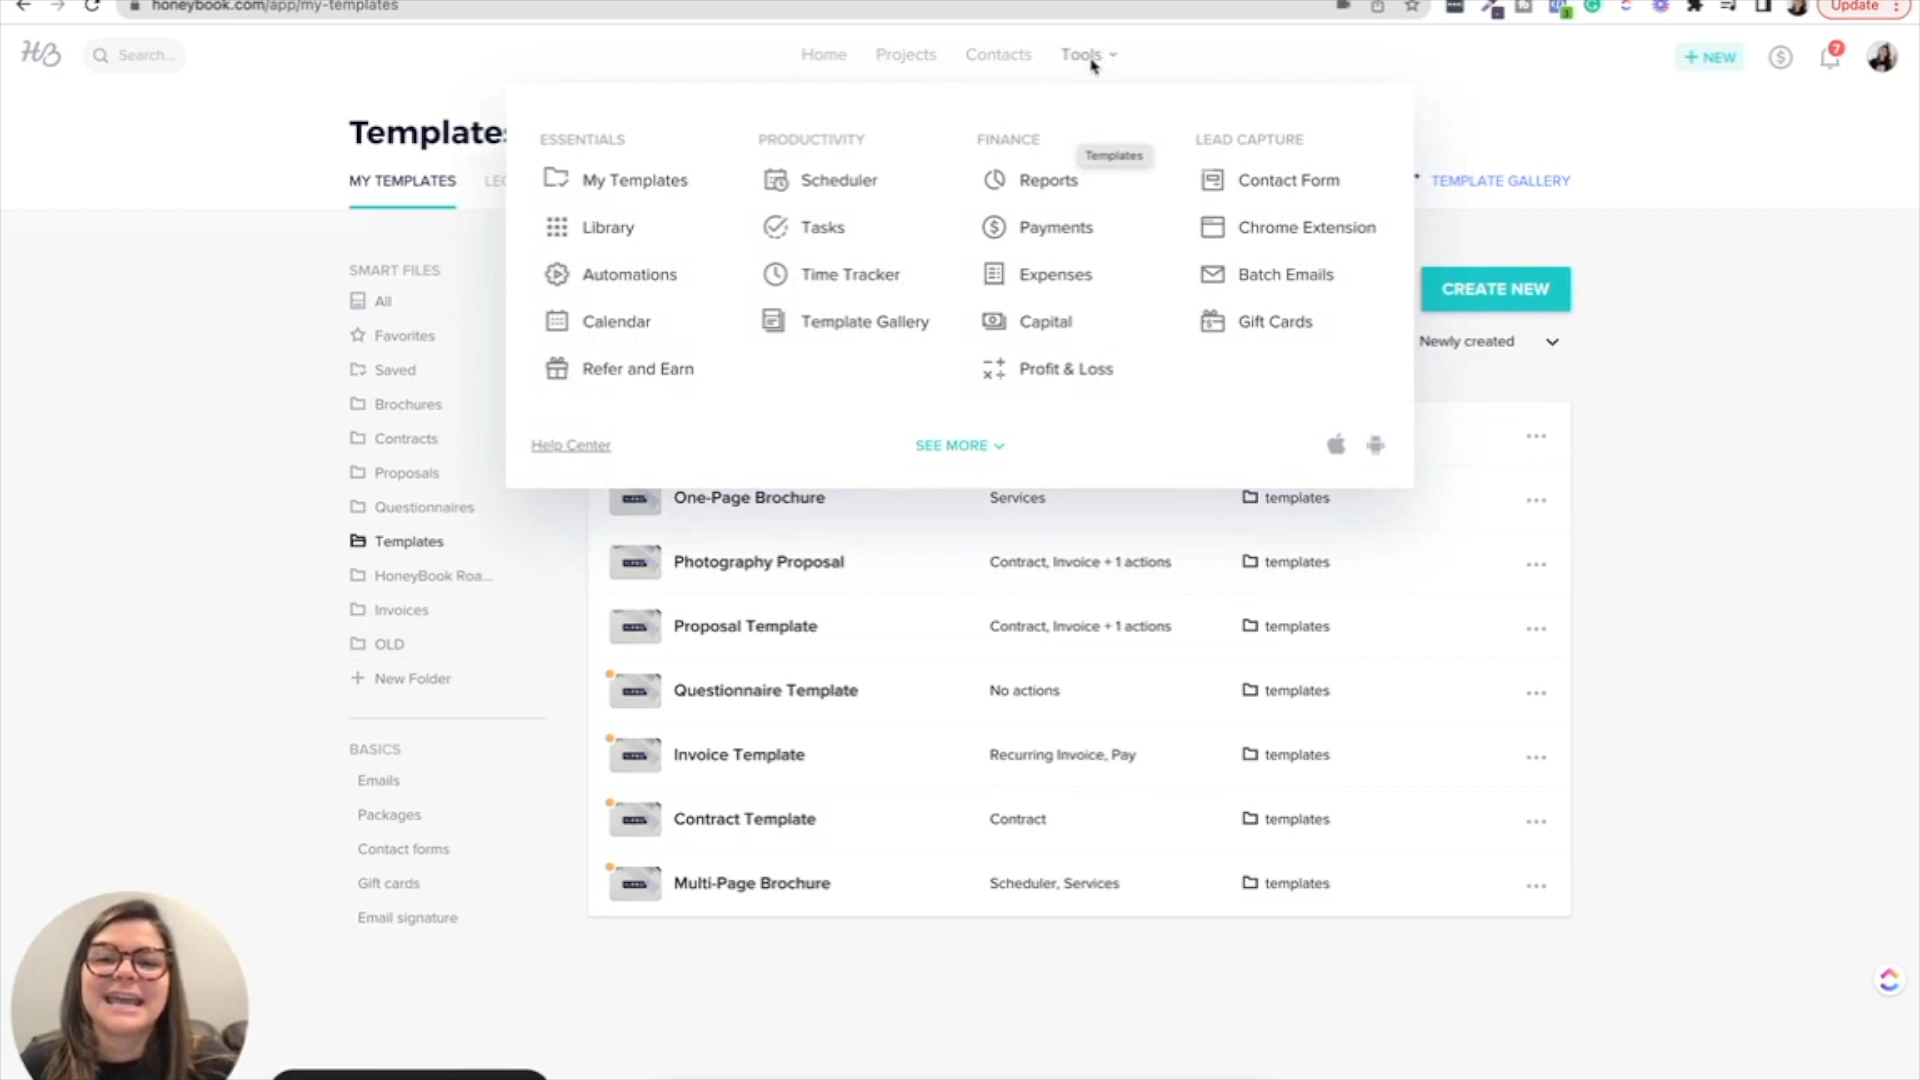 honeybook.com/app/my-templates
Update
HB
Search...
Home Projects Contacts Tools
+ NEW
7
Templates
MY TEMPLATES
TEMPLATE GALLERY
ESSENTIALS
My Templates
Library
Automations
Calendar
Refer and Earn
PRODUCTIVITY
Scheduler
Tasks
Time Tracker
Template Gallery
FINANCE
Templates
Reports
Payments
Expenses
Capital
Profit & Loss
LEAD CAPTURE
Contact Form
Chrome Extension
Batch Emails
Gift Cards
Help Center
SEE MORE
SMART FILES
All
Favorites
Saved
Brochures
Contracts
Proposals
Questionnaires
Templates
HoneyBook Roa...
Invoices
OLD
+ New Folder
BASICS
Emails
Packages
Contact forms
Gift cards
Email signature
CREATE NEW
Newly created
One-Page Brochure Services templates
Photography Proposal Contract, Invoice + 1 actions templates
Proposal Template Contract, Invoice + 1 actions templates
Questionnaire Template No actions templates
Invoice Template Recurring Invoice, Pay templates
Contract Template Contract templates
Multi-Page Brochure Scheduler, Services templates